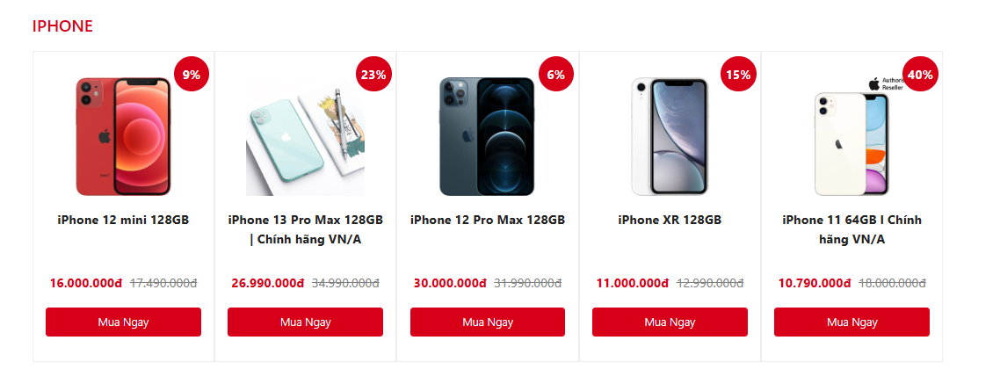 IPHONE
9%
23%
6%
15%
40%
Reseller
iPhone 12 mini 128GB
iPhone 13 Pro Max 128GB
| Chính hãng VN/A
iPhone 12 Pro Max 128GB
iPhone XR 128GB
iPhone 11 64GB I Chính
hãng VN/A
16.000.000đ 17.490.000đ
26.990.000đ 34.990.000đ
30.000.000đ 31.990.000đ
11.000.000đ 12.990.000đ
10.790.000đ 18.000.000đ
Mua Ngay
Mua Ngay
Mua Ngay
Mua Ngay
Mua Ngay